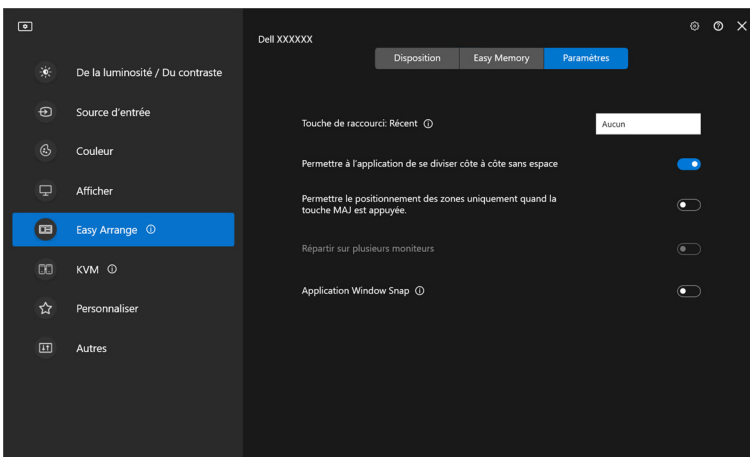 Dell XXXXXX
Disposition
Easy Memory
Paramètres
De la luminosité / Du contraste
Source d'entrée
Couleur
Afficher
Easy Arrange
KVM
Personnaliser
Autres
Touche de raccourci: Récent
Aucun
Permettre à l'application de se diviser côte à côte sans espace
Permettre le positionnement des zones uniquement quand la
touche MAJ est appuyée.
Répartir sur plusieurs moniteurs
Application Window Snap